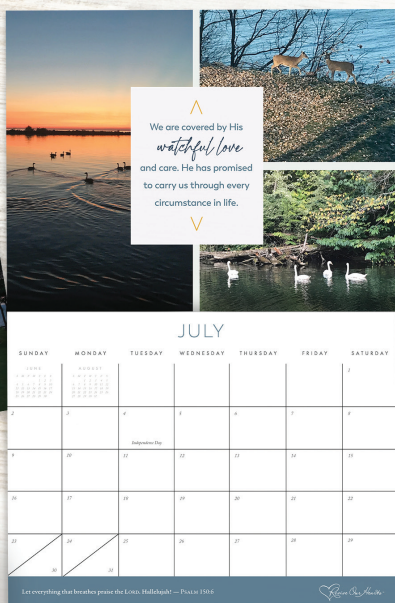 We are covered by His
watchful love
and care. He has promised
to carry us through every
circumstance in life.
JULY
SUNDAY MONDAY TUESDAY WEDNESDAY THURSDAY FRIDAY SATURDAY
JUNE AUGUST 1
2 3 4 5 6 7 8
Independence Day
9 10 11 12 13 14 15
16 17 18 19 20 21 22
23 24 25 26 27 28 29
30 31
Let everything that breathes praise the LORD. Hallelujah! — PSALM 150:6
Revive Our Hearts